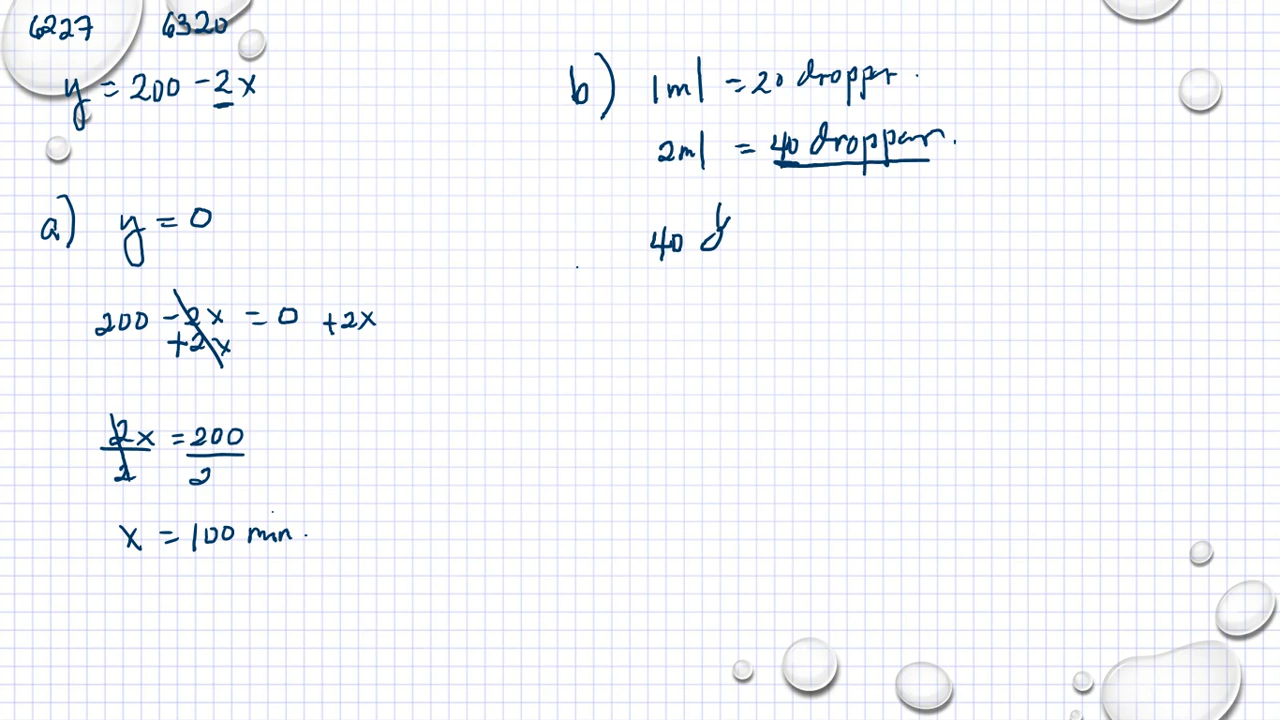 6227 6320
y = 200 - 2x
a) y = 0
200 - 2x = 0 + 2x
+2x
2x = 200
2 2
x = 100 min.
b) 1ml = 20 droppar.
2ml = 40 droppar.
40 d